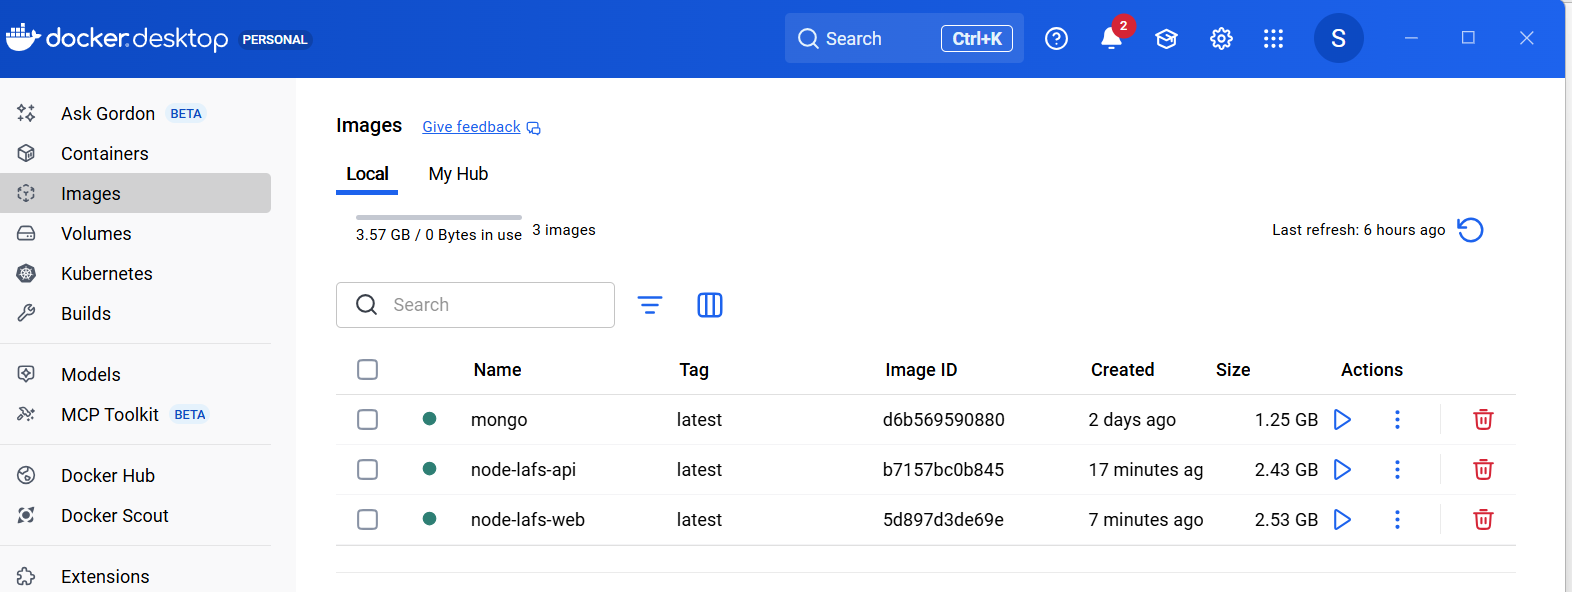 docker.desktop PERSONAL
Search Ctrl+K
2
S
Ask Gordon BETA
Containers
Images
Volumes
Kubernetes
Builds
Models
MCP Toolkit BETA
Docker Hub
Docker Scout
Extensions
Images Give feedback
Local My Hub
3.57 GB / 0 Bytes in use 3 images
Last refresh: 6 hours ago
Search
Name Tag Image ID Created Size Actions
mongo latest d6b569590880 2 days ago 1.25 GB
node-lafs-api latest b7157bc0b845 17 minutes ag 2.43 GB
node-lafs-web latest 5d897d3de69e 7 minutes ago 2.53 GB